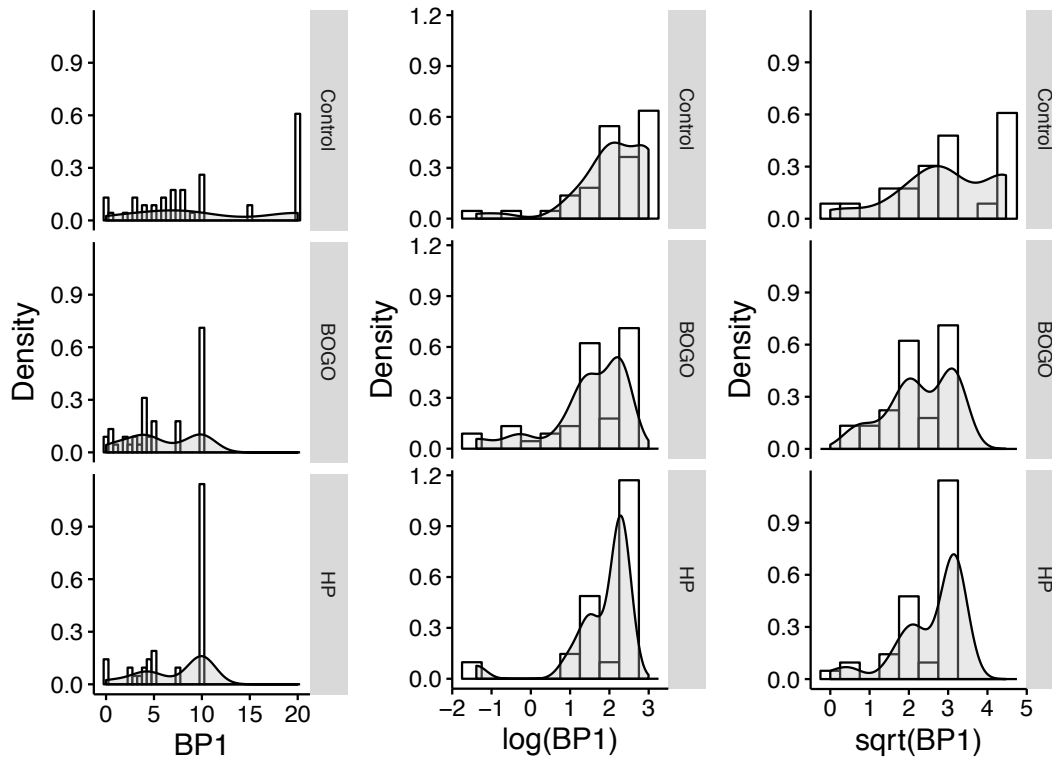 Density
0.9
0.6
0.3
0.0
Control
0.9
0.6
0.3
0.0
BOGO
0.9
0.6
0.3
0.0
HP
0 5 10 15 20
BP1
Density
1.2
0.9
0.6
0.3
0.0
Control
1.2
0.9
0.6
0.3
0.0
BOGO
1.2
0.9
0.6
0.3
0.0
HP
−2 −1 0 1 2 3
log(BP1)
Density
0.9
0.6
0.3
0.0
Control
0.9
0.6
0.3
0.0
BOGO
0.9
0.6
0.3
0.0
HP
0 1 2 3 4 5
sqrt(BP1)